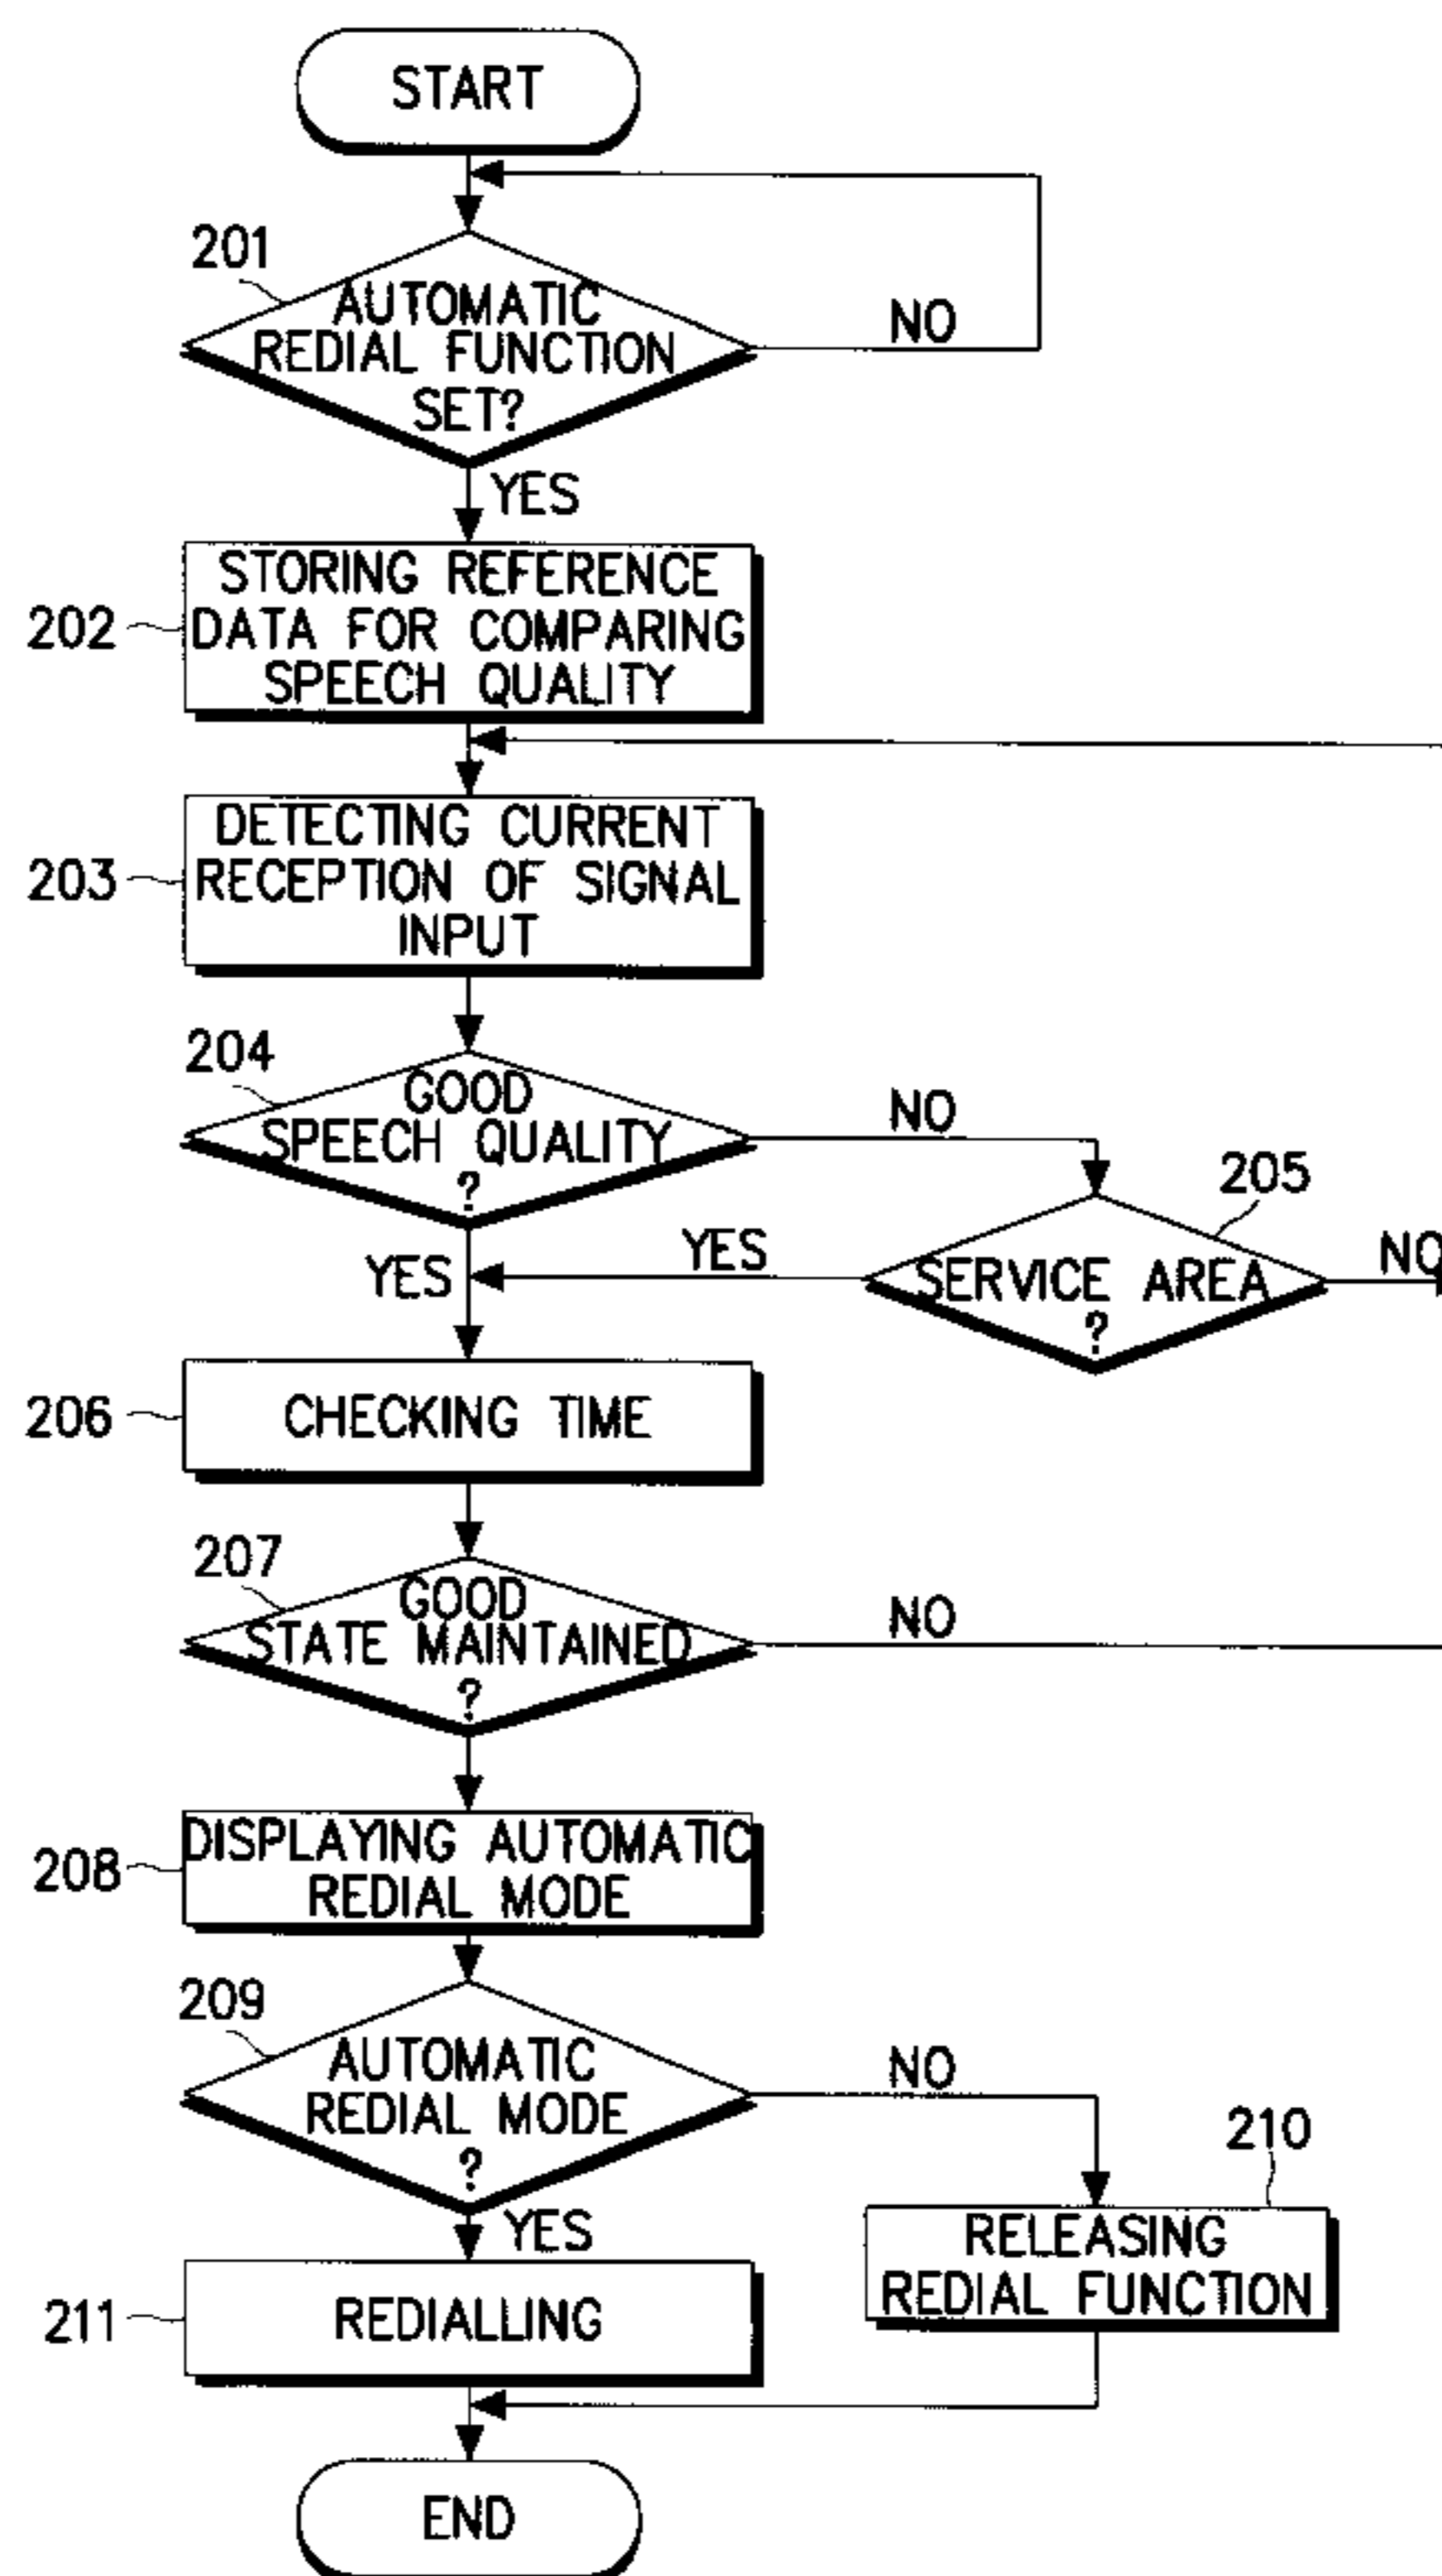 START
201
AUTOMATIC
REDIAL FUNCTION
SET?
NO
YES
202
STORING REFERENCE
DATA FOR COMPARING
SPEECH QUALITY
203
DETECTING CURRENT
RECEPTION OF SIGNAL
INPUT
204
GOOD
SPEECH QUALITY
?
NO
YES
205
SERVICE AREA
?
YES
NO
206
CHECKING TIME
207
GOOD
STATE MAINTAINED
?
NO
208
DISPLAYING AUTOMATIC
REDIAL MODE
209
AUTOMATIC
REDIAL MODE
?
NO
YES
210
RELEASING
REDIAL FUNCTION
211
REDIALLING
END